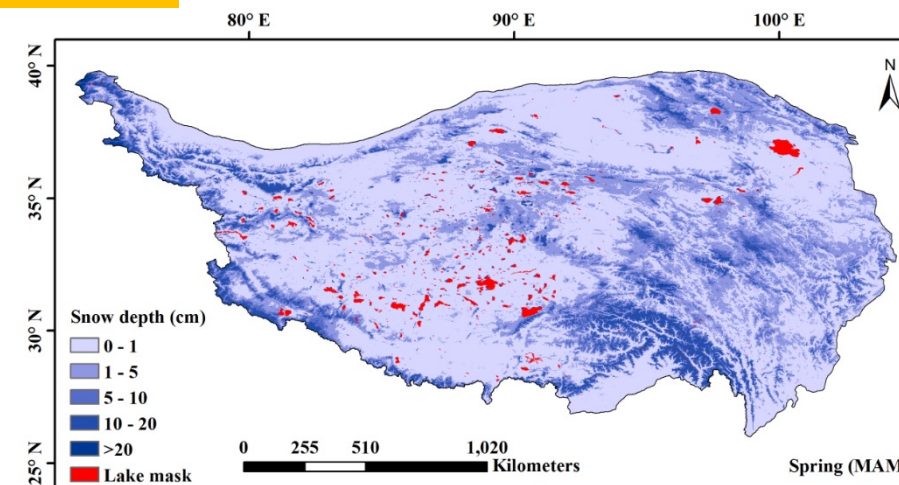 80° E 90° E 100° E
40° N
N
35° N
30° N
25° N
Snow depth (cm)
0 - 1
1 - 5
5 - 10
10 - 20
>20
Lake mask
0 255 510 1,020
Kilometers
Spring (MAM